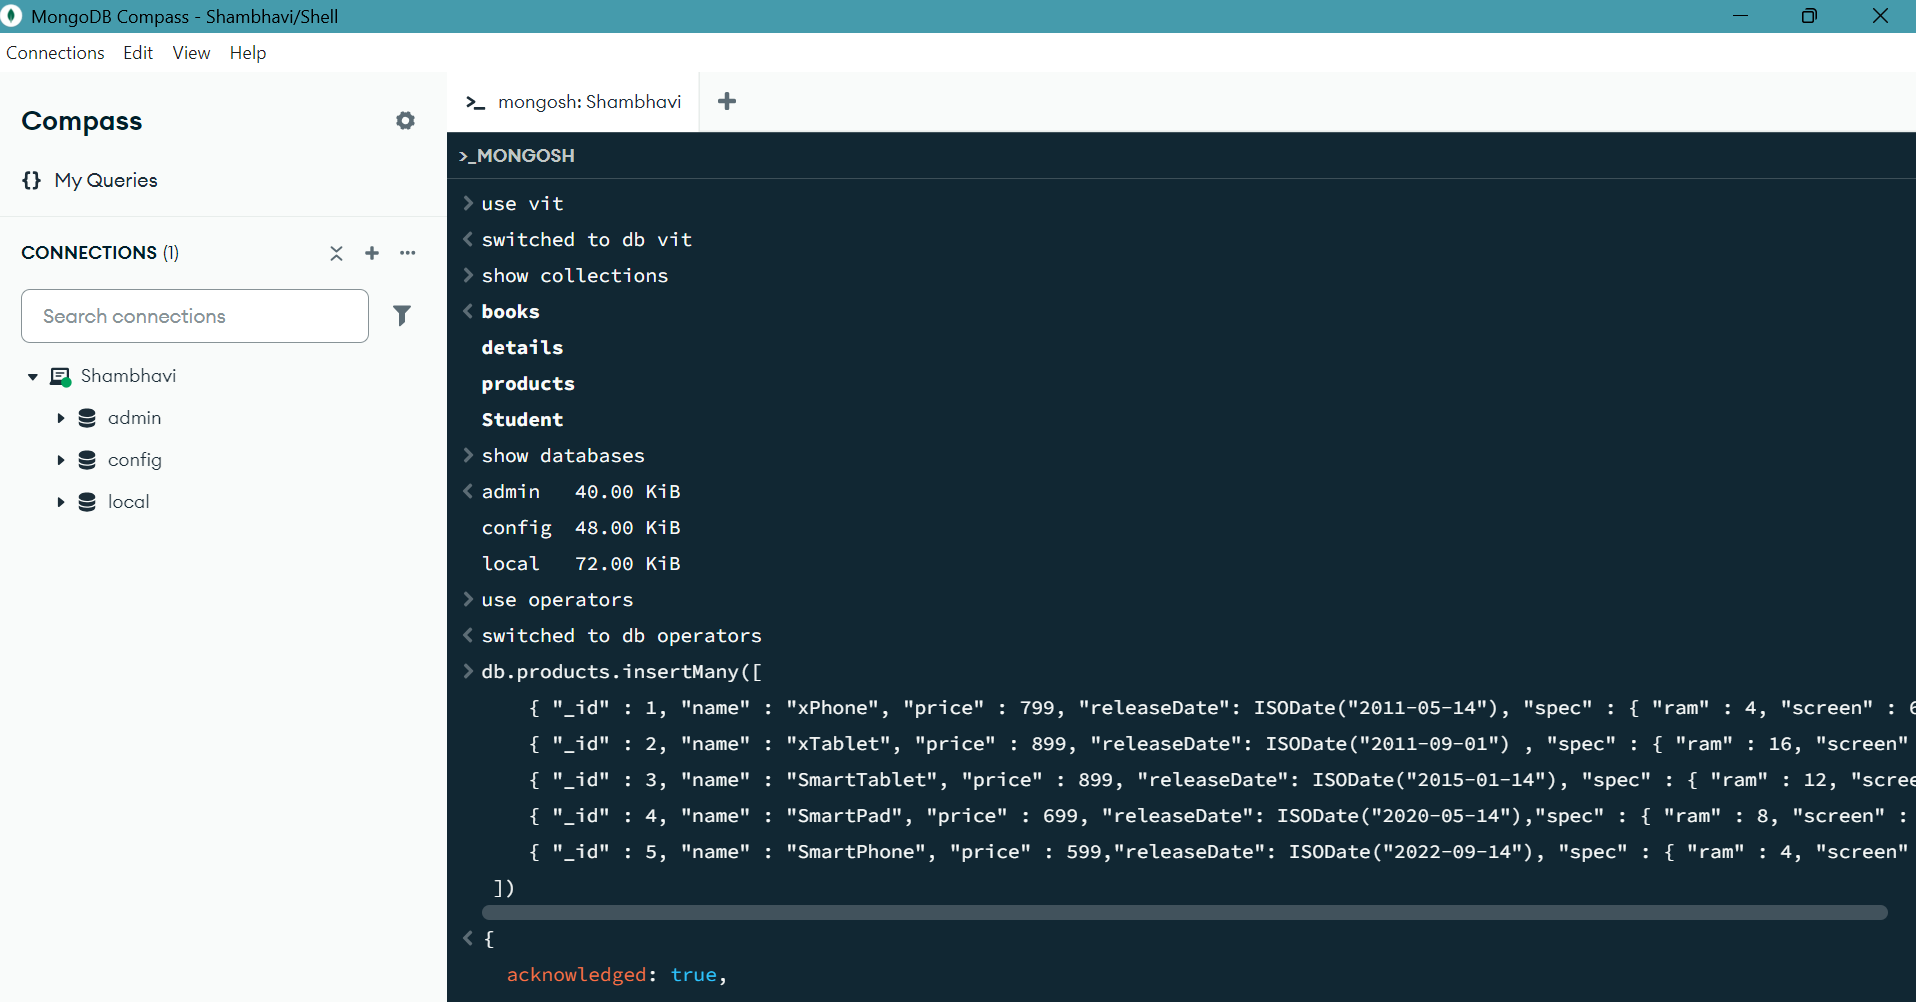 MongoDB Compass - Shambhavi/Shell
Connections Edit View Help
Compass
My Queries
CONNECTIONS (1)
Search connections
Shambhavi
admin
config
local
>_ mongosh: Shambhavi
>_MONGOSH
> use vit
< switched to db vit
> show collections
< books
details
products
Student
> show databases
< admin 40.00 KiB
config 48.00 KiB
local 72.00 KiB
> use operators
< switched to db operators
> db.products.insertMany([
{ "_id" : 1, "name" : "xPhone", "price" : 799, "releaseDate": ISODate("2011-05-14"), "spec" : { "ram" : 4, "screen" : 6
{ "_id" : 2, "name" : "xTablet", "price" : 899, "releaseDate": ISODate("2011-09-01") , "spec" : { "ram" : 16, "screen"
{ "_id" : 3, "name" : "SmartTablet", "price" : 899, "releaseDate": ISODate("2015-01-14"), "spec" : { "ram" : 12, "scree
{ "_id" : 4, "name" : "SmartPad", "price" : 699, "releaseDate": ISODate("2020-05-14"),"spec" : { "ram" : 8, "screen" :
{ "_id" : 5, "name" : "SmartPhone", "price" : 599,"releaseDate": ISODate("2022-09-14"), "spec" : { "ram" : 4, "screen"
])
< {
acknowledged: true,